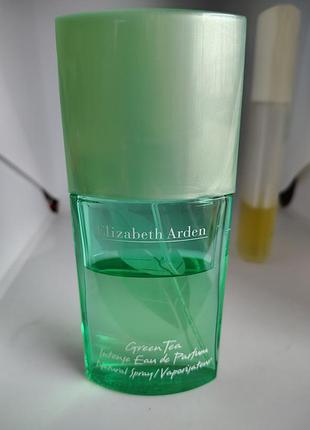 Elizabeth Arden
Green Tea
Intense Eau de Parfum
Natural Spray/Vaporisateur